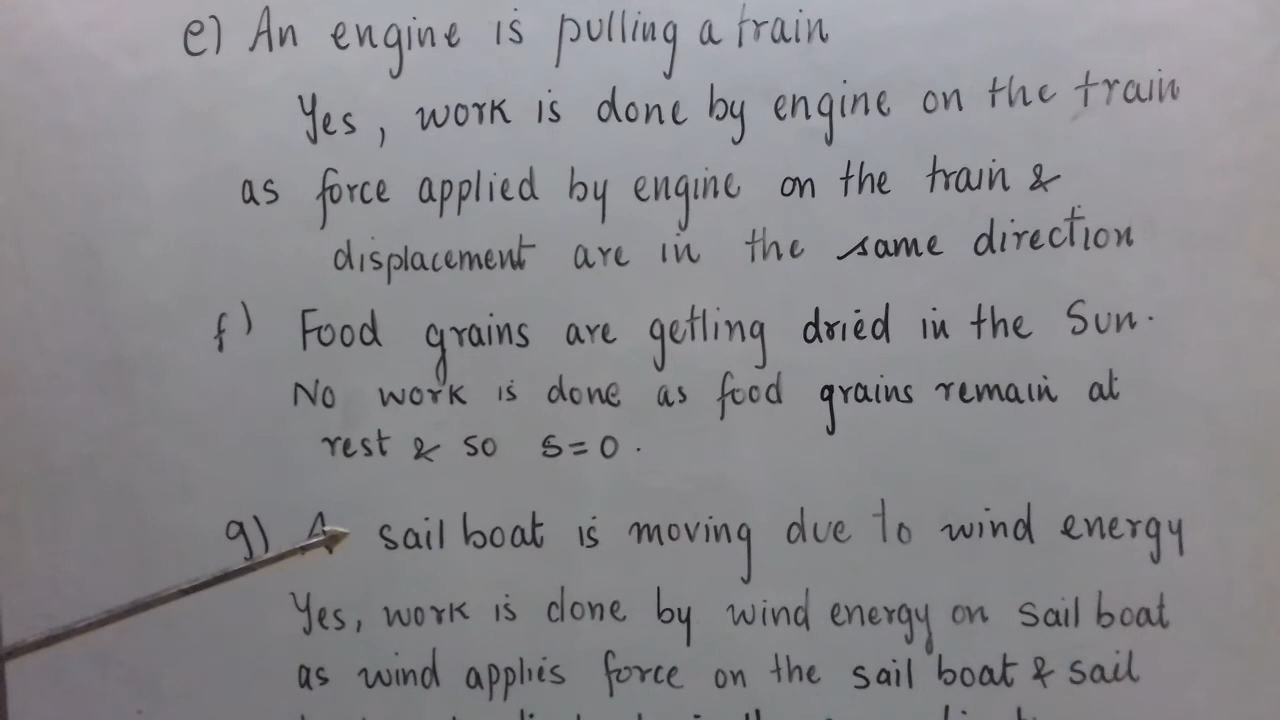 e) An engine is pulling a train
Yes, work is done by engine on the train
as force applied by engine on the train &
displacement are in the same direction
f) Food grains are getting dried in the Sun.
No work is done as food grains remain at
rest & so s=0.
g) A sail boat is moving due to wind energy
Yes, work is done by wind energy on sail boat
as wind applies force on the sail boat & sail